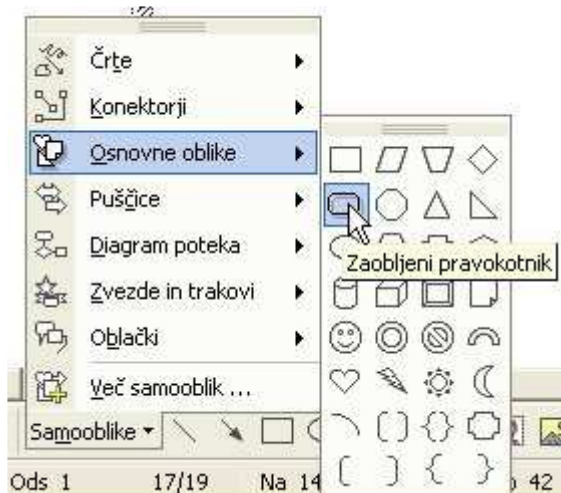 Črte
Konektorji
Osnovne oblike
Puščice
Diagram poteka
Zvezde in trakovi
Oblački
Več samooblik ...
Zaobljeni pravokotnik
Samooblike
Ods 1 17/19 Na 14 42